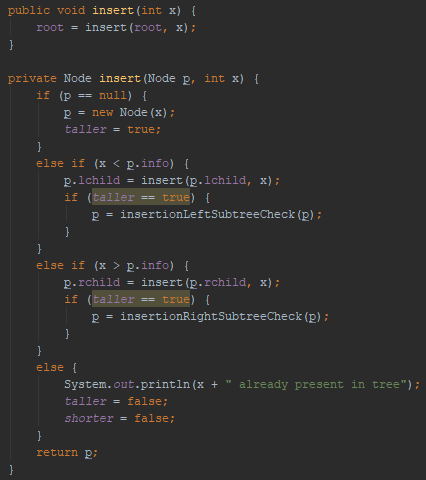 public void insert(int x) {
    root = insert(root, x);
}
private Node insert(Node p, int x) {
    if (p == null) {
        p = new Node(x);
        taller = true;
    }
    else if (x < p.info) {
        p.lchild = insert(p.lchild, x);
        if (taller == true) {
            p = insertionLeftSubtreeCheck(p);
        }
    }
    else if (x > p.info) {
        p.rchild = insert(p.rchild, x);
        if (taller == true) {
            p = insertionRightSubtreeCheck(p);
        }
    }
    else {
        System.out.println(x + " already present in tree");
        taller = false;
        shorter = false;
    }
    return p;
}